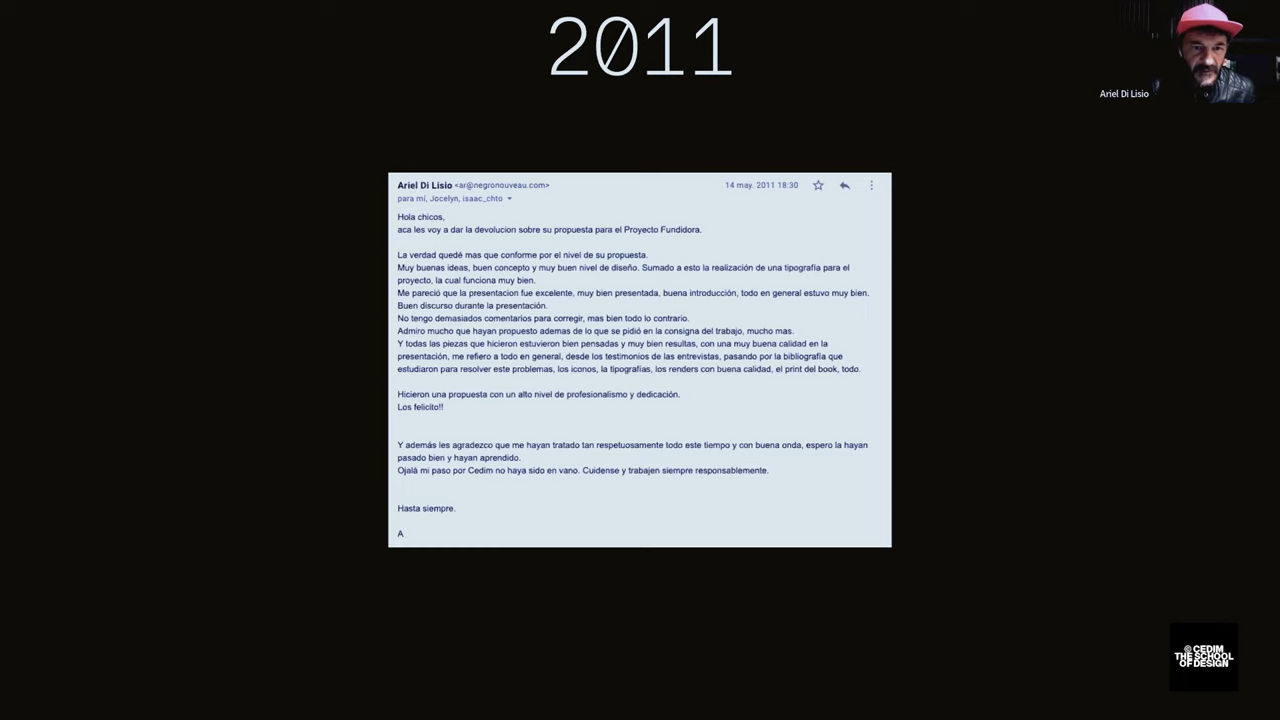 2011
Ariel Di Lisio
Ariel Di Lisio <ar@negronouveau.com>
14 may. 2011 18:30
para mí, Jocelyn, isaac_chto
Hola chicos,
aca les voy a dar la devolucion sobre su propuesta para el Proyecto Fundidora.
La verdad quedé mas que conforme por el nivel de su propuesta.
Muy buenas ideas, buen concepto y muy buen nivel de diseño. Sumado a esto la realización de una tipografía para el
proyecto, la cual funciona muy bien.
Me pareció que la presentacion fue excelente, muy bien presentada, buena introducción, todo en general estuvo muy bien.
Buen discurso durante la presentación.
No tengo demasiados comentarios para corregir, mas bien todo lo contrario.
Admiro mucho que hayan propuesto ademas de lo que se pidió en la consigna del trabajo, mucho mas.
Y todas las piezas que hicieron estuvieron bien pensadas y muy bien resultas, con una muy buena calidad en la
presentación, me refiero a todo en general, desde los testimonios de las entrevistas, pasando por la bibliografía que
estudiaron para resolver este problemas, los iconos, la tipografías, los renders con buena calidad, el print del book, todo.
Hicieron una propuesta con un alto nivel de profesionalismo y dedicación.
Los felicito!!
Y además les agradezco que me hayan tratado tan respetuosamente todo este tiempo y con buena onda, espero la hayan
pasado bien y hayan aprendido.
Ojalá mi paso por Cedim no haya sido en vano. Cuidense y trabajen siempre responsablemente.
Hasta siempre.
A
@CEDIM
THE SCHOOL
OF DESIGN